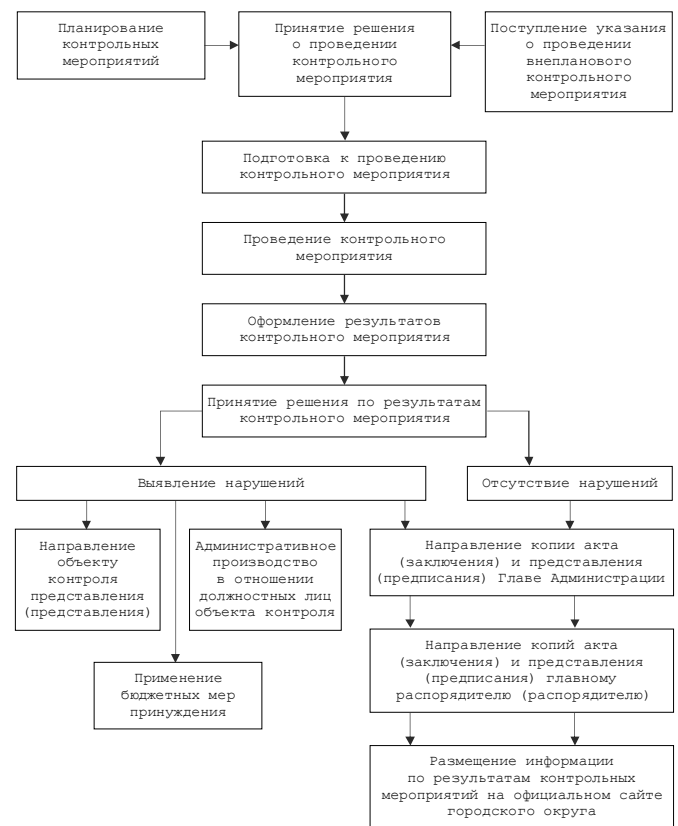 Планирование
контрольных
мероприятий
Принятие решения
о проведении
контрольного
мероприятия
Поступление указания
о проведении
внепланового
контрольного
мероприятия
Подготовка к проведению
контрольного мероприятия
Проведение контрольного
мероприятия
Оформление результатов
контрольного мероприятия
Принятие решения по результатам
контрольного мероприятия
Выявление нарушений
Отсутствие нарушений
Направление
объекту
контроля
представления
(представления)
Административное
производство
в отношении
должностных лиц
объекта контроля
Направление копии акта
(заключения) и представления
(предписания) Главе Администрации
Применение
бюджетных мер
принуждения
Направление копий акта
(заключения) и представления
(предписания) главному
распорядителю (распорядителю)
Размещение информации
по результатам контрольных
мероприятий на официальном сайте
городского округа